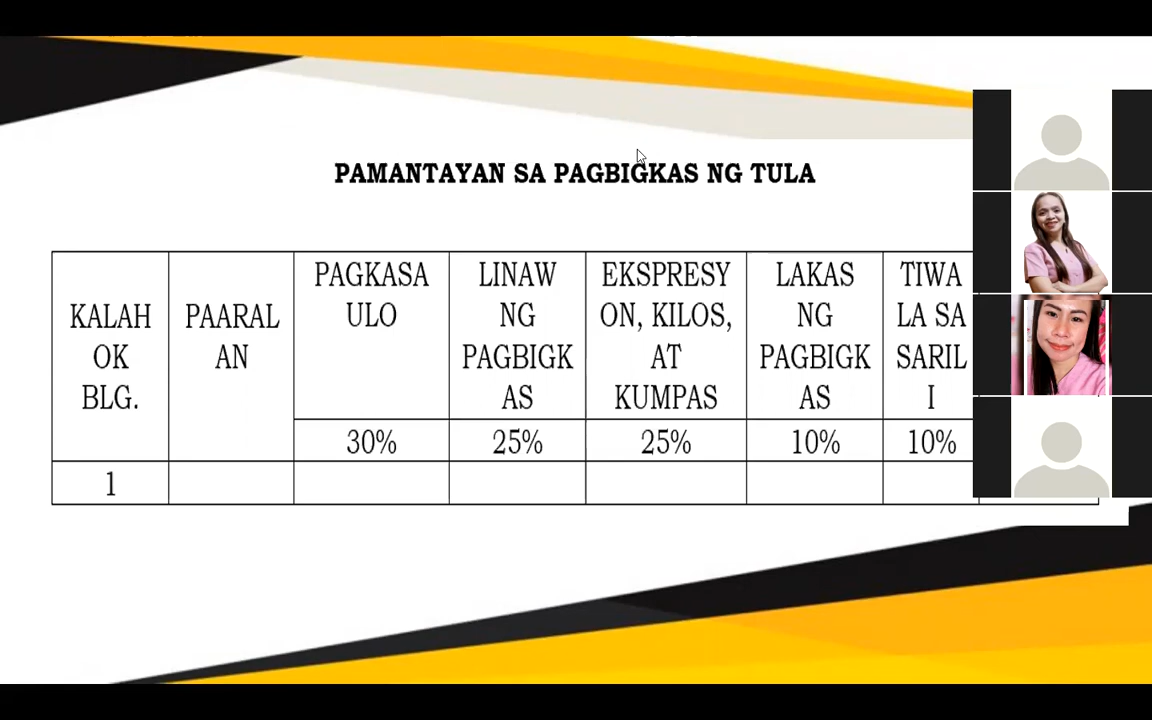 PAMANTAYAN SA PAGBIGKAS NG TULA
KALAH
OK
BLG.
PAARAL
AN
PAGKASA
ULO
LINAW
NG
PAGBIGK
AS
EKSPRESY
ON, KILOS,
AT
KUMPAS
LAKAS
NG
PAGBIGK
AS
TIWA
LA SA
SARIL
I
30%
25%
25%
10%
10%
1